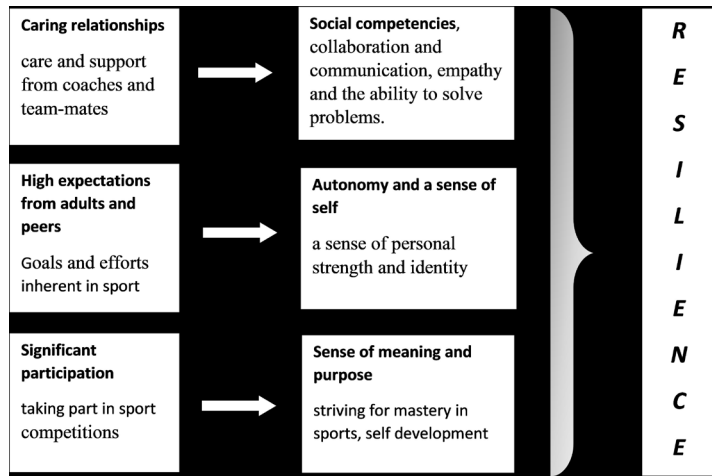 Caring relationships
care and support
from coaches and
team-mates
Social competencies,
collaboration and
communication, empathy
and the ability to solve
problems.
High expectations
from adults and
peers
Goals and efforts
inherent in sport
Autonomy and a sense of
self
a sense of personal
strength and identity
Significant
participation
taking part in sport
competitions
Sense of meaning and
purpose
striving for mastery in
sports, self development
R
E
S
I
L
I
E
N
C
E